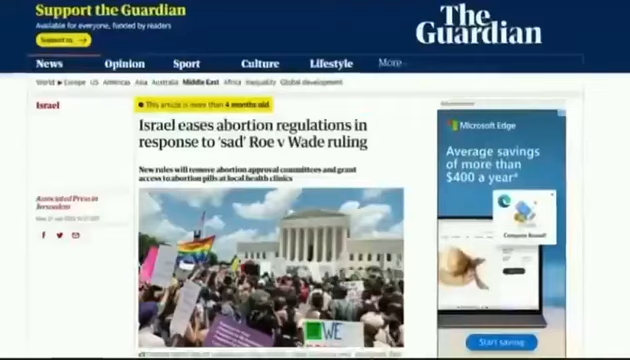 Support the Guardian
Available for everyone, funded by readers
Support us
The
Guardian
News Opinion Sport Culture Lifestyle More
World Europe US Americas Asia Australia Middle East Africa Inequality Global development
Israel
This article is more than 4 months old
Israel eases abortion regulations in
response to ‘sad’ Roe v Wade ruling
New rules will remove abortion approval committees and grant
access to abortion pills at local health clinics
Associated Press in
Jerusalem
Advertisement
Microsoft Edge
Average savings
of more than
$400 a year*
WE
Start saving